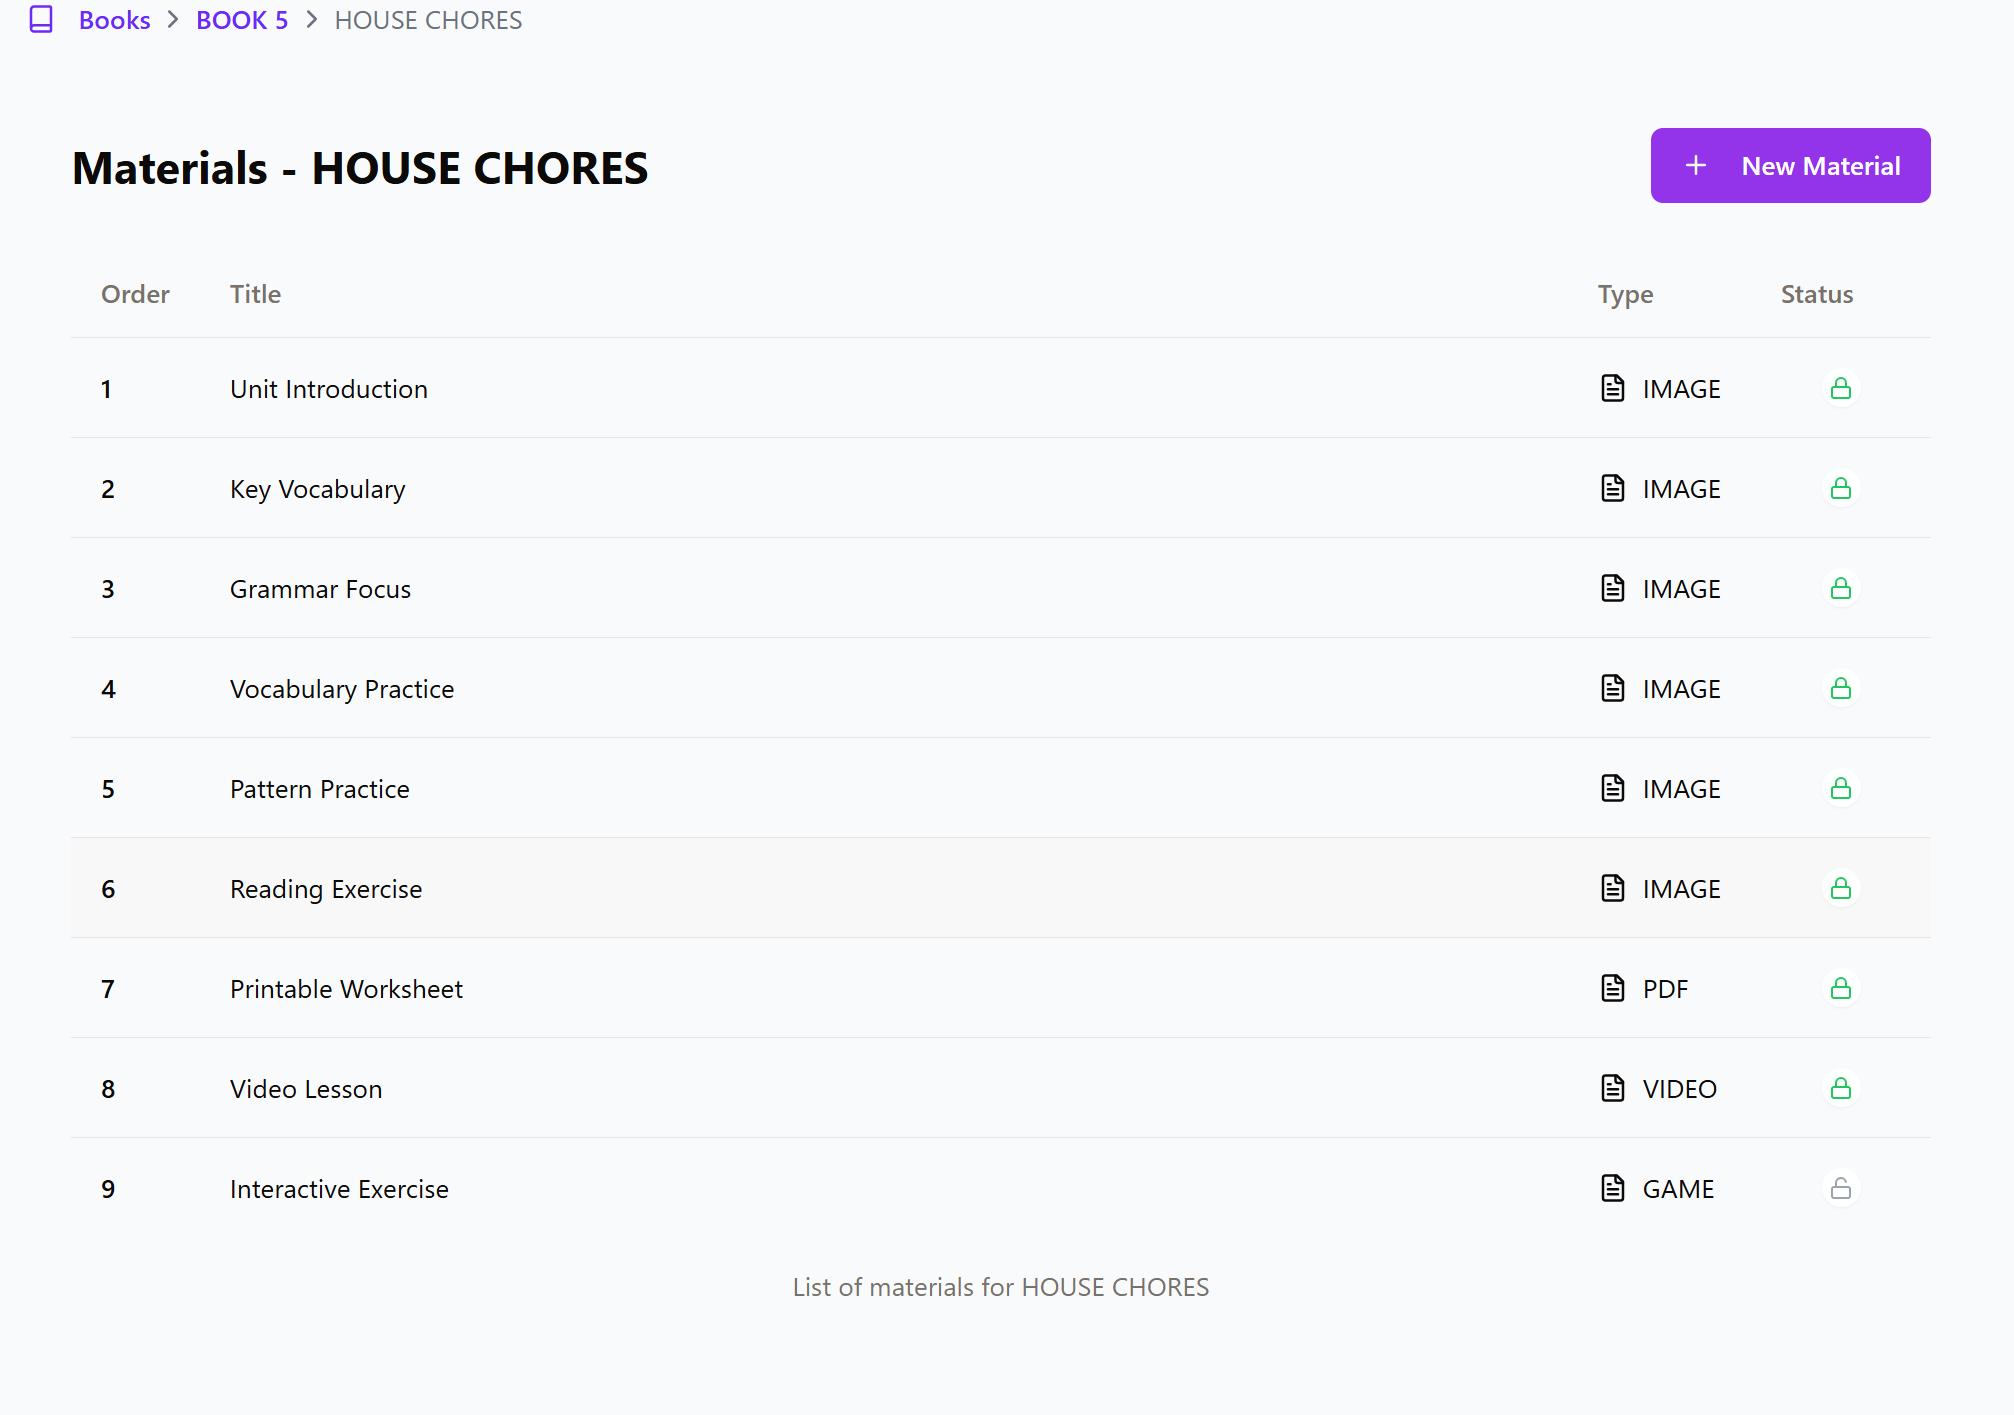 Books > BOOK 5 > HOUSE CHORES
Materials - HOUSE CHORES
+ New Material
Order Title Type Status
1 Unit Introduction IMAGE
2 Key Vocabulary IMAGE
3 Grammar Focus IMAGE
4 Vocabulary Practice IMAGE
5 Pattern Practice IMAGE
6 Reading Exercise IMAGE
7 Printable Worksheet PDF
8 Video Lesson VIDEO
9 Interactive Exercise GAME
List of materials for HOUSE CHORES